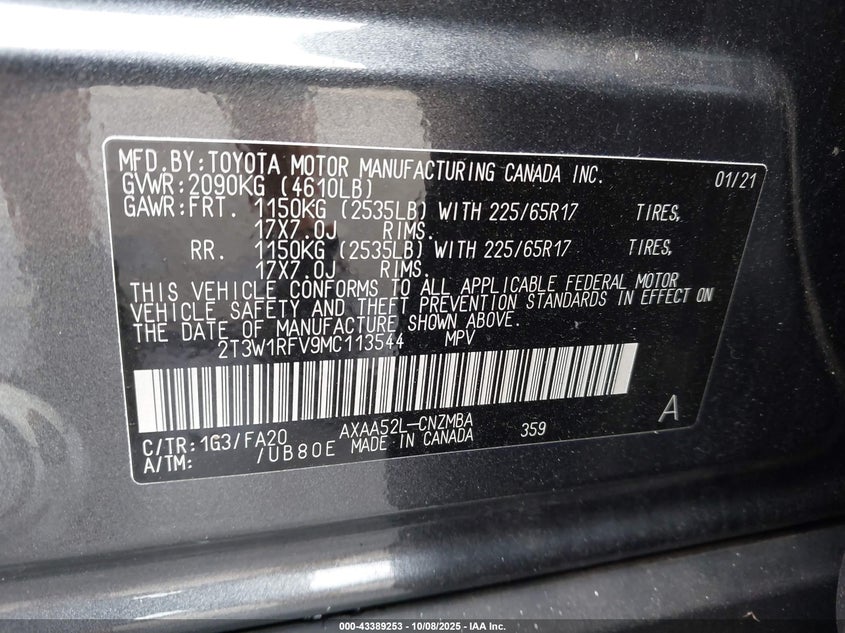 MFD.BY:TOYOTA MOTOR MANUFACTURING CANADA INC. 01/21
GVWR:2090KG (4610LB)
GAWR:FRT. 1150KG (2535LB) WITH 225/65R17 TIRES,
17X7.0J RIMS.
RR. 1150KG (2535LB) WITH 225/65R17 TIRES,
17X7.0J RIMS.
THIS VEHICLE CONFORMS TO ALL APPLICABLE FEDERAL MOTOR
VEHICLE SAFETY AND THEFT PREVENTION STANDARDS IN EFFECT ON
THE DATE OF MANUFACTURE SHOWN ABOVE.
2T3W1RFV9MC113544 MPV
A
C/TR:1G3/FA20 AXAA52L-CNZMBA 359
A/TM: /UB80E MADE IN CANADA
000-43389253 - 10/08/2025 - IAA Inc.